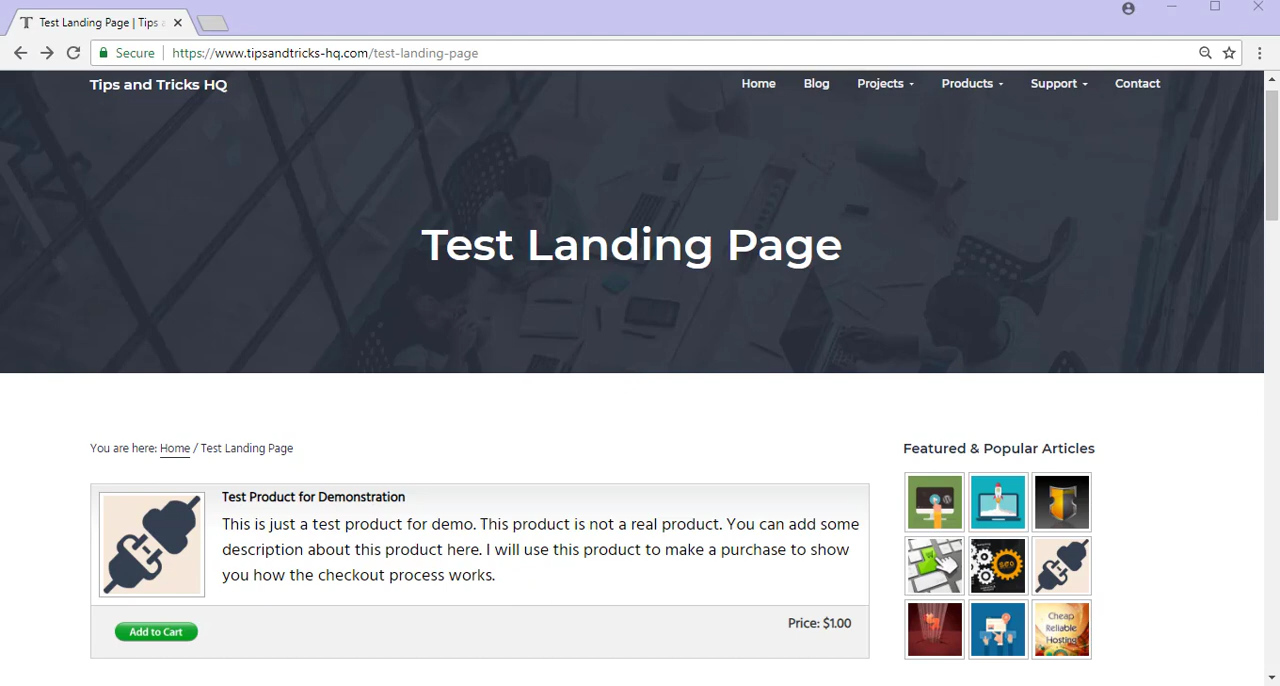 Test Landing Page | Tips a
Secure https://www.tipsandtricks-hq.com/test-landing-page
Tips and Tricks HQ
Home Blog Projects Products Support Contact
Test Landing Page
You are here: Home / Test Landing Page
Test Product for Demonstration
This is just a test product for demo. This product is not a real product. You can add some
description about this product here. I will use this product to make a purchase to show
you how the checkout process works.
Add to Cart
Price: $1.00
Featured & Popular Articles
SEO
Cheap
Reliable
Hosting